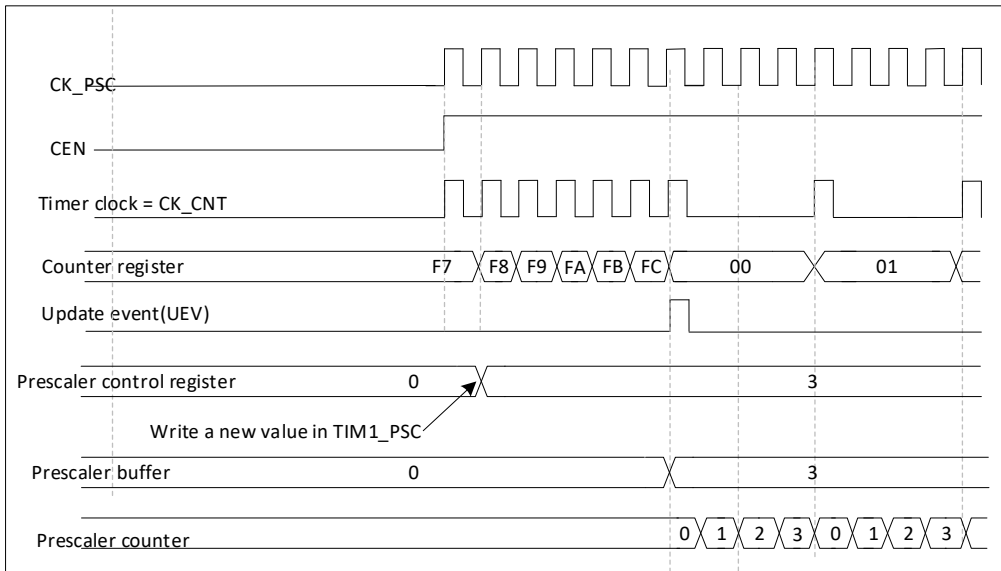 CK_PSC
CEN
Timer clock = CK_CNT
Counter register F7 F8 F9 FA FB FC 00 01
Update event(UEV)
Prescaler control register 0 3
Write a new value in TIM1_PSC
Prescaler buffer 0 3
Prescaler counter 0 1 2 3 0 1 2 3